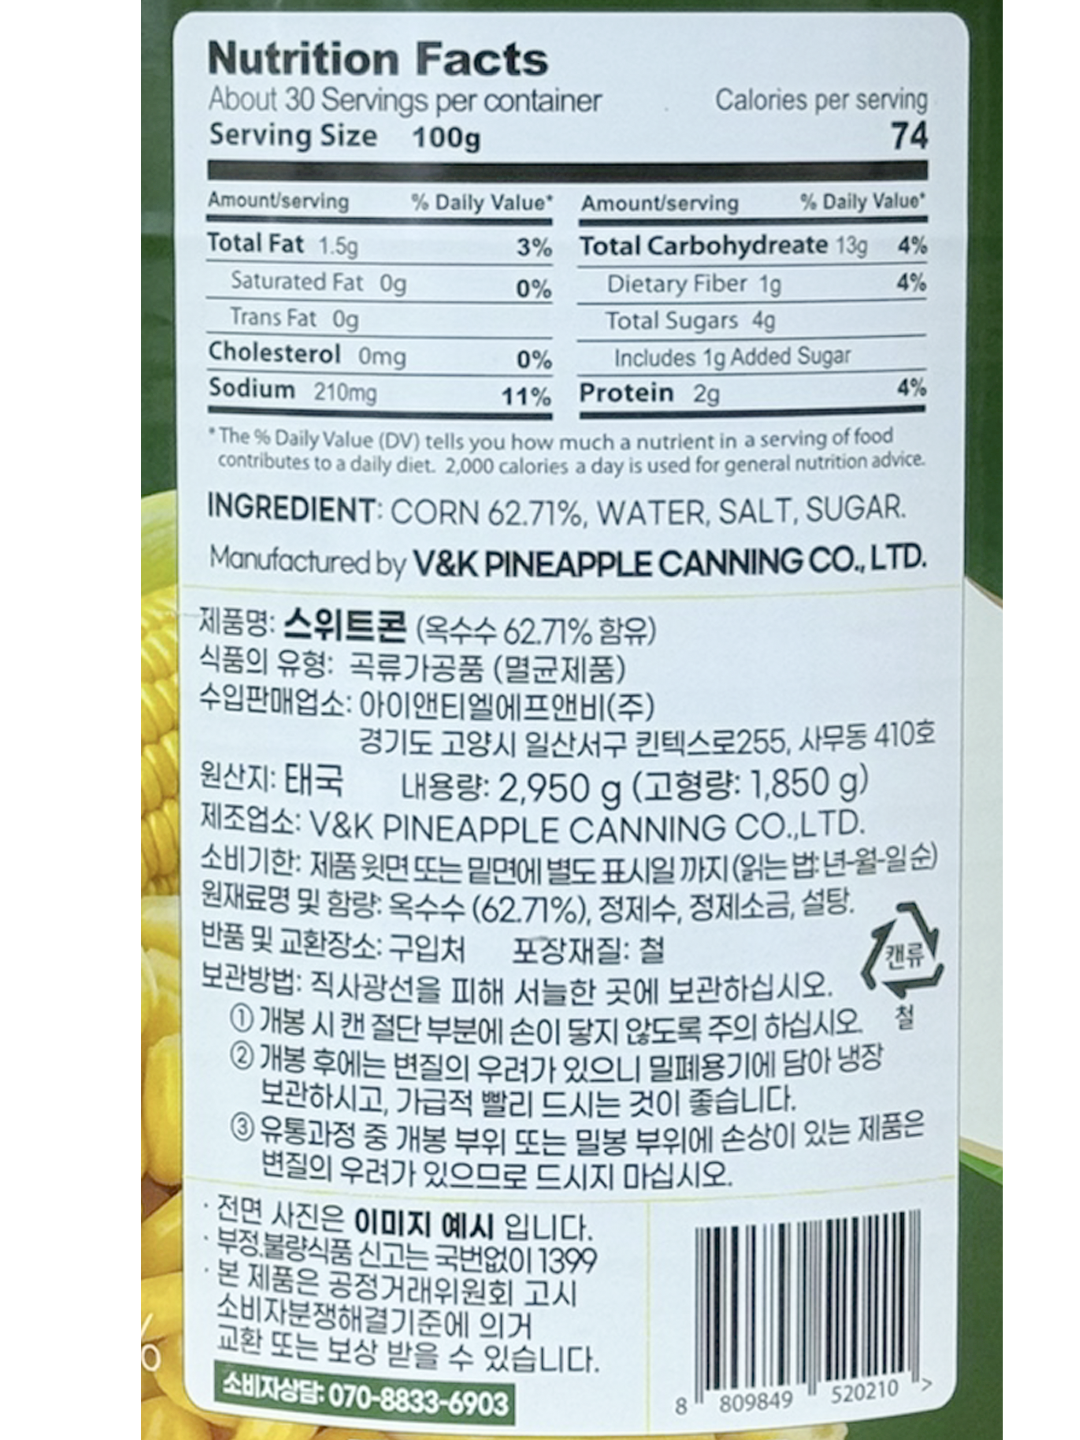 Nutrition Facts
About 30 Servings per container
Calories per serving
Serving Size 100g
74
Amount/serving % Daily Value*
Amount/serving % Daily Value*
Total Fat 1.5g 3%
Total Carbohydreate 13g 4%
Saturated Fat 0g 0%
Dietary Fiber 1g 4%
Trans Fat 0g
Total Sugars 4g
Cholesterol 0mg 0%
Includes 1g Added Sugar
Sodium 210mg 11%
Protein 2g 4%
* The % Daily Value (DV) tells you how much a nutrient in a serving of food
contributes to a daily diet. 2,000 calories a day is used for general nutrition advice.
INGREDIENT: CORN 62.71%, WATER, SALT, SUGAR.
Manufactured by V&K PINEAPPLE CANNING CO., LTD.
제품명: 스위트콘 (옥수수 62.71% 함유)
식품의 유형: 곡류가공품 (멸균제품)
수입판매업소: 아이앤티엘에프앤비(주)
경기도 고양시 일산서구 킨텍스로255, 사무동 410호
원산지: 태국 내용량: 2,950 g (고형량: 1,850 g)
제조업소: V&K PINEAPPLE CANNING CO.,LTD.
소비기한: 제품 윗면 또는 밑면에 별도 표시일 까지 (읽는 법: 년-월-일 순)
원재료명 및 함량: 옥수수 (62.71%), 정제수, 정제소금, 설탕.
반품 및 교환장소: 구입처 포장재질: 철
캔류
철
보관방법: 직사광선을 피해 서늘한 곳에 보관하십시오.
① 개봉 시 캔 절단 부분에 손이 닿지 않도록 주의 하십시오.
② 개봉 후에는 변질의 우려가 있으니 밀폐용기에 담아 냉장
보관하시고, 가급적 빨리 드시는 것이 좋습니다.
③ 유통과정 중 개봉 부위 또는 밀봉 부위에 손상이 있는 제품은
변질의 우려가 있으므로 드시지 마십시오.
· 전면 사진은 이미지 예시 입니다.
· 부정.불량식품 신고는 국번없이 1399
· 본 제품은 공정거래위원회 고시
소비자분쟁해결기준에 의거
교환 또는 보상 받을 수 있습니다.
소비자상담: 070-8833-6903
8 809849 520210 >
%